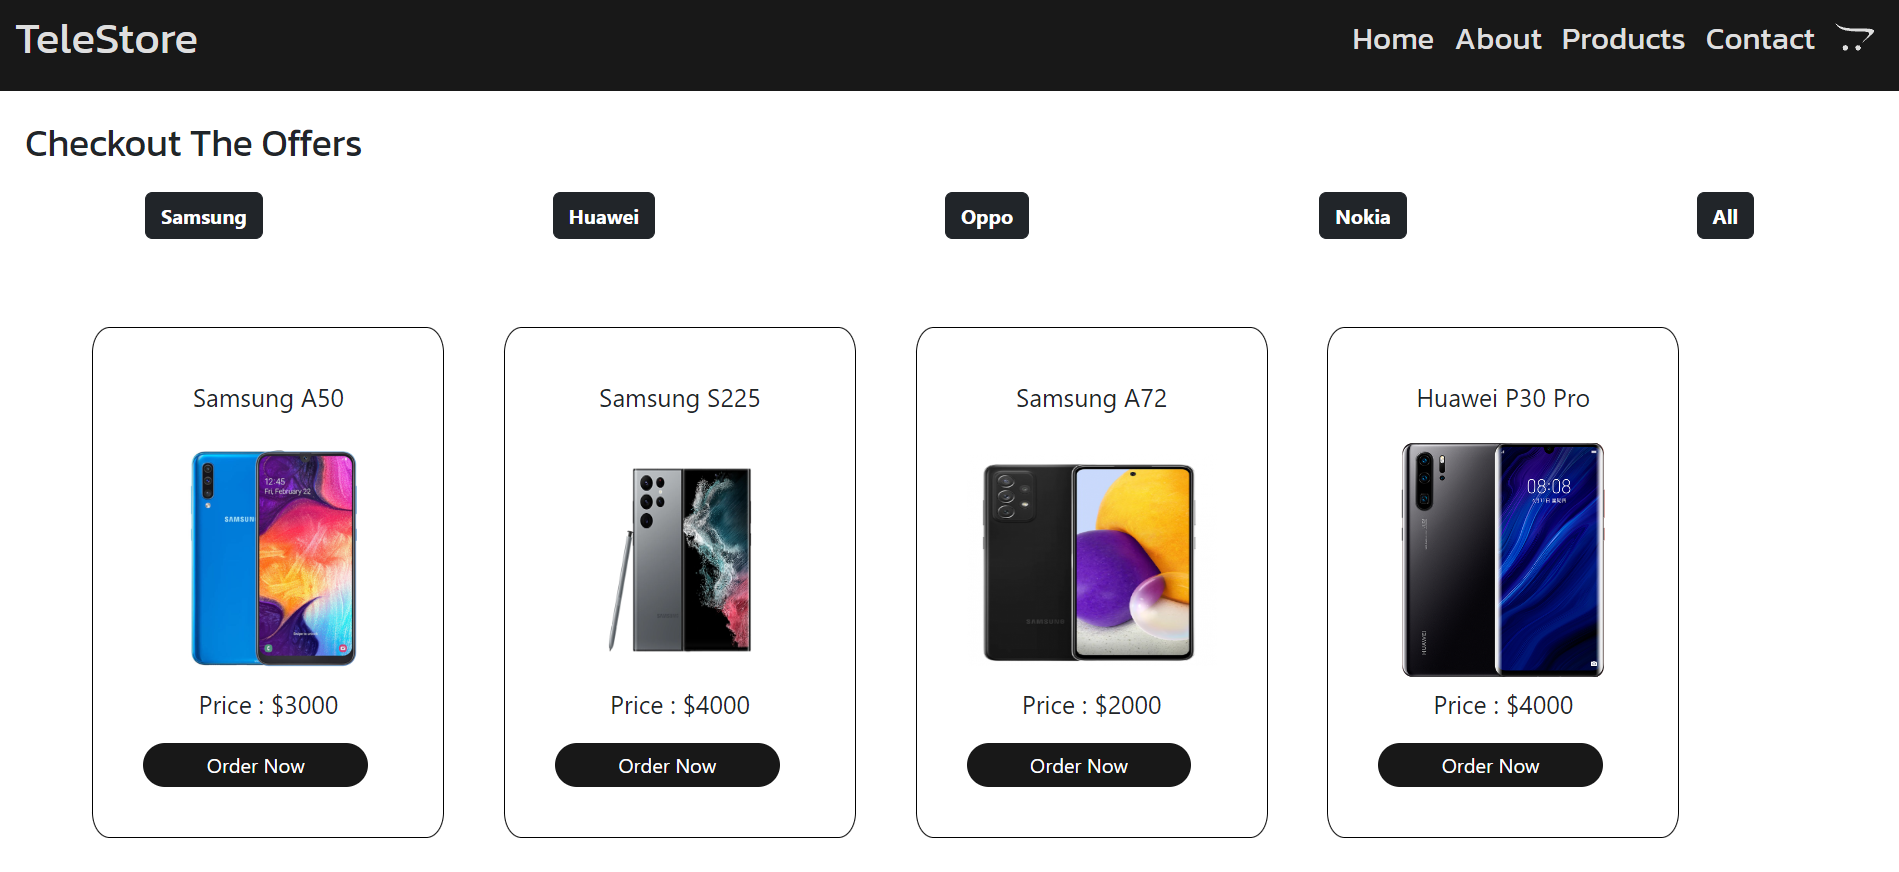 TeleStore
Home About Products Contact
Checkout The Offers
Samsung Huawei Oppo Nokia All
Samsung A50 Samsung S225 Samsung A72 Huawei P30 Pro
12:45
Fri, February 22
SAMSUN
08:08
SAMSUNG
HUAWEI
Price : $3000 Price : $4000 Price : $2000 Price : $4000
Order Now Order Now Order Now Order Now